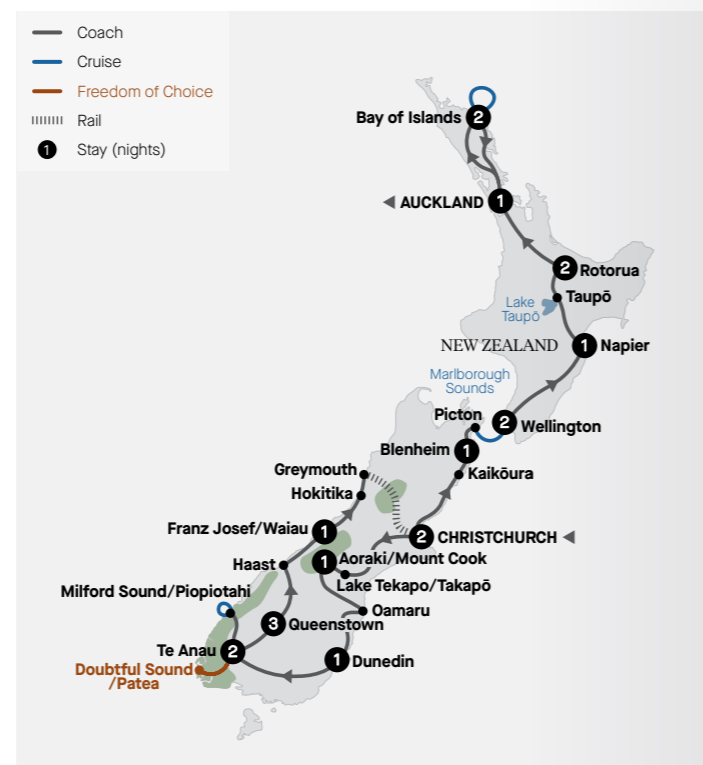 Coach
Cruise
Freedom of Choice
Rail
1 Stay (nights)
Bay of Islands 2
AUCKLAND 1
2 Rotorua
Taupō
Lake
Taupō
NEW ZEALAND
1 Napier
Marlborough
Sounds
Picton
2 Wellington
Blenheim 1
Kaikōura
Greymouth
Hokitika
Franz Josef/Waiau 1
2 CHRISTCHURCH
1 Aoraki/Mount Cook
Haast
Lake Tekapo/Takapō
Milford Sound/Piopiotahi
Oamaru
3 Queenstown
Te Anau 2
1 Dunedin
Doubtful Sound
/Patea